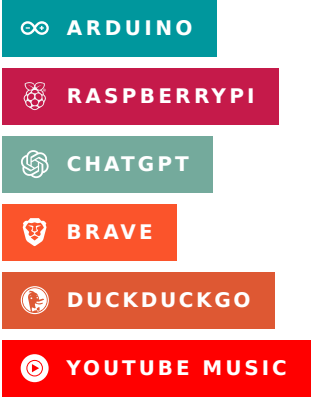 ARDUINO
RASPBERRYPI
CHATGPT
BRAVE
DUCKDUCKGO
YOUTUBE MUSIC